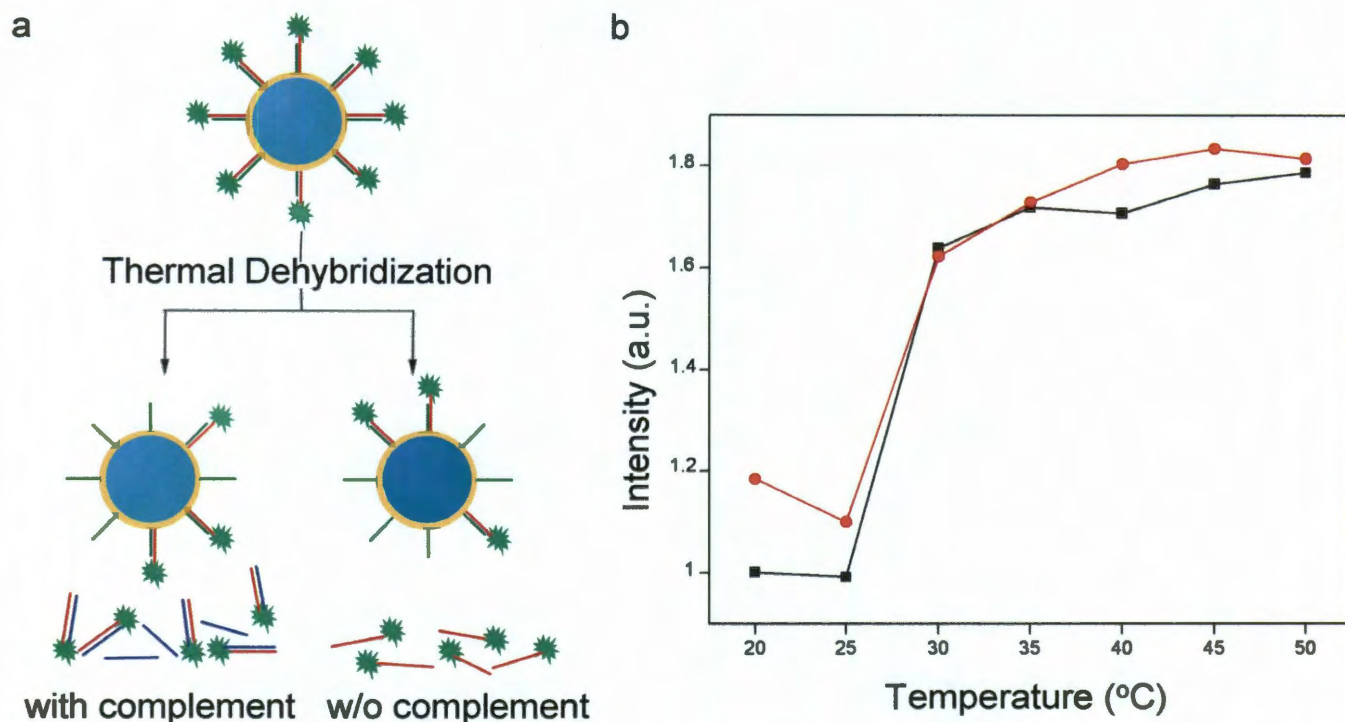 a
Thermal Dehybridization
with complement
w/o complement
b
Intensity (a.u.)
1.8
1.6
1.4
1.2
1
20 25 30 35 40 45 50
Temperature (ºC)